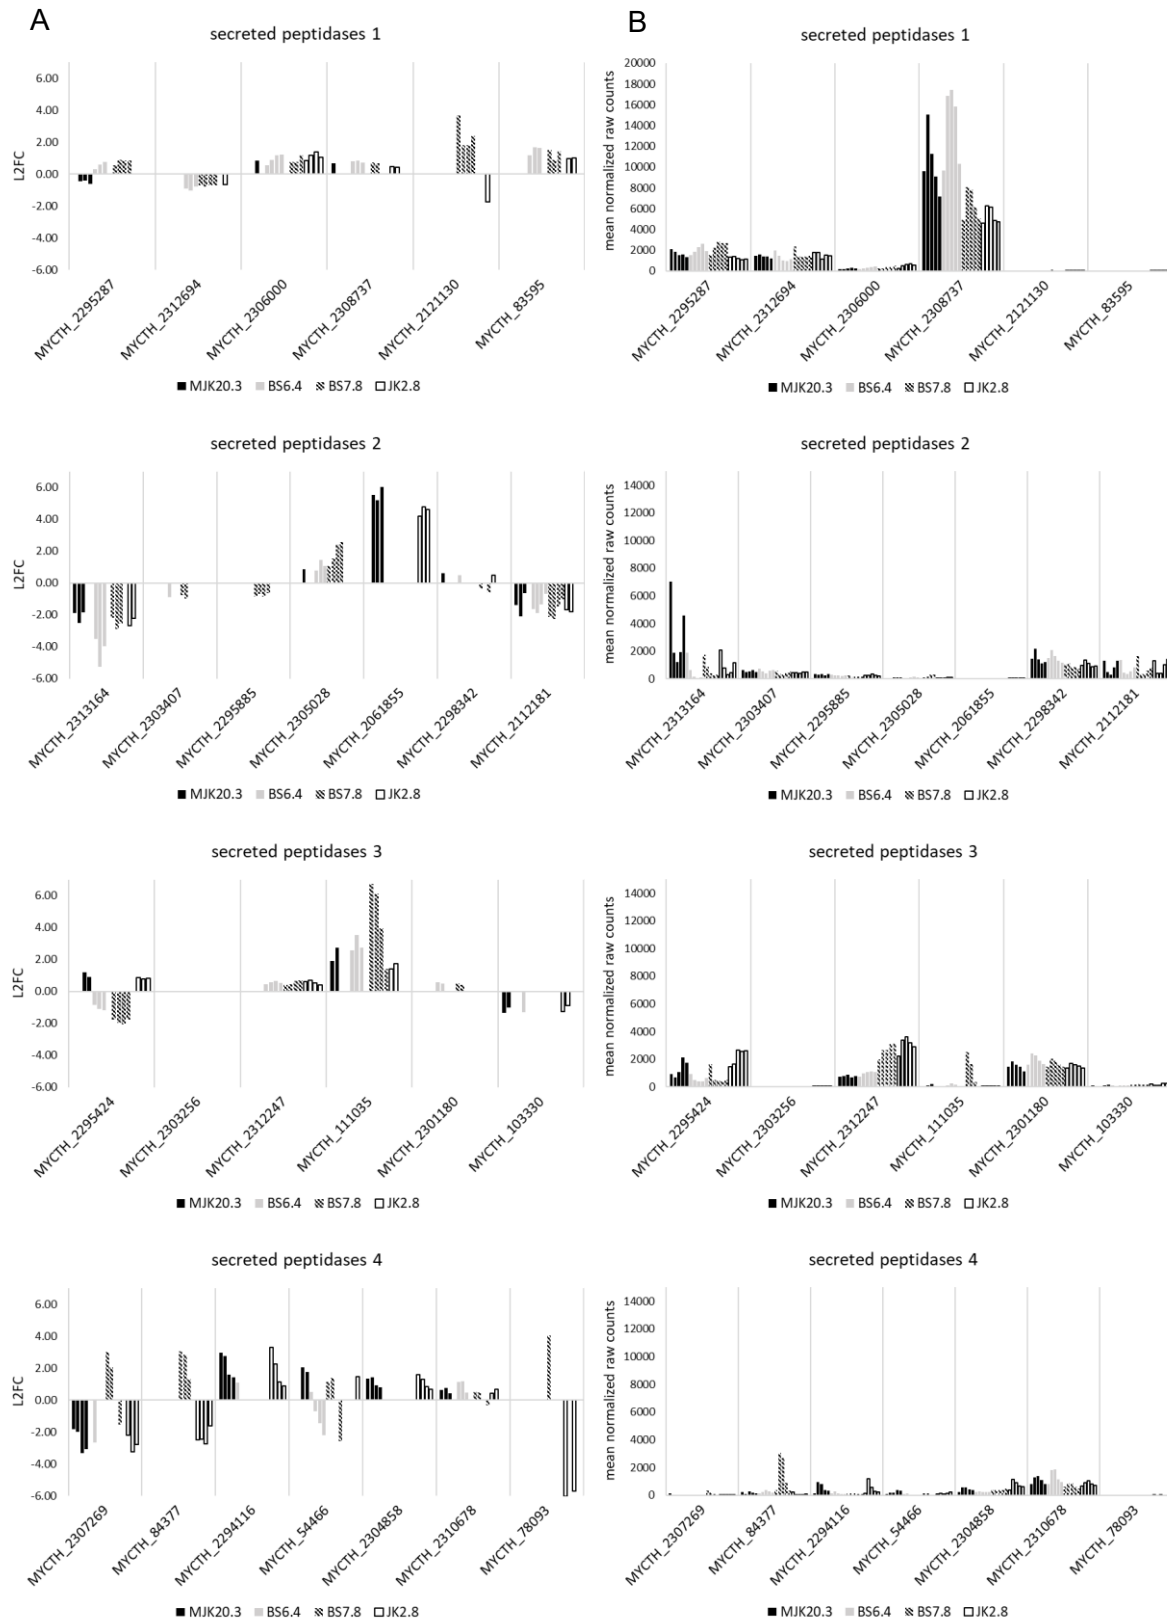 A
B
secreted peptidases 1
6.00
4.00
2.00
0.00
-2.00
-4.00
-6.00
L2FC
MYCTH_2295287
MYCTH_2312694
MYCTH_2306000
MYCTH_2308737
MYCTH_2121130
MYCTH_83595
MJK20.3 BS6.4 BS7.8 JK2.8
secreted peptidases 1
20000
18000
16000
14000
12000
10000
8000
6000
4000
2000
0
mean normalized raw counts
MYCTH_2295287
MYCTH_2312694
MYCTH_2306000
MYCTH_2308737
MYCTH_2121130
MYCTH_83595
MJK20.3 BS6.4 BS7.8 JK2.8
secreted peptidases 2
6.00
4.00
2.00
0.00
-2.00
-4.00
-6.00
L2FC
MYCTH_2313164
MYCTH_2303407
MYCTH_2295885
MYCTH_2305028
MYCTH_2061855
MYCTH_2298342
MYCTH_2112181
MJK20.3 BS6.4 BS7.8 JK2.8
secreted peptidases 2
14000
12000
10000
8000
6000
4000
2000
0
mean normalized raw counts
MYCTH_2313164
MYCTH_2303407
MYCTH_2295885
MYCTH_2305028
MYCTH_2061855
MYCTH_2298342
MYCTH_2112181
MJK20.3 BS6.4 BS7.8 JK2.8
secreted peptidases 3
6.00
4.00
2.00
0.00
-2.00
-4.00
-6.00
L2FC
MYCTH_2295424
MYCTH_2303256
MYCTH_2312247
MYCTH_111035
MYCTH_2301180
MYCTH_103330
MJK20.3 BS6.4 BS7.8 JK2.8
secreted peptidases 3
14000
12000
10000
8000
6000
4000
2000
0
mean normalized raw counts
MYCTH_2295424
MYCTH_2303256
MYCTH_2312247
MYCTH_111035
MYCTH_2301180
MYCTH_103330
MJK20.3 BS6.4 BS7.8 JK2.8
secreted peptidases 4
6.00
4.00
2.00
0.00
-2.00
-4.00
-6.00
L2FC
MYCTH_2307269
MYCTH_84377
MYCTH_2294116
MYCTH_54466
MYCTH_2304858
MYCTH_2310678
MYCTH_78093
MJK20.3 BS6.4 BS7.8 JK2.8
secreted peptidases 4
14000
12000
10000
8000
6000
4000
2000
0
mean normalized raw counts
MYCTH_2307269
MYCTH_84377
MYCTH_2294116
MYCTH_54466
MYCTH_2304858
MYCTH_2310678
MYCTH_78093
MJK20.3 BS6.4 BS7.8 JK2.8